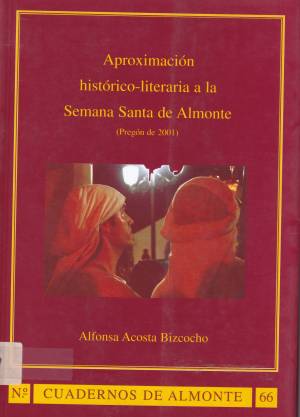 Aproximación
histórico-literaria a la
Semana Santa de Almonte
(Pregón de 2001)
Alfonsa Acosta Bizcocho
Nº CUADERNOS DE ALMONTE 66